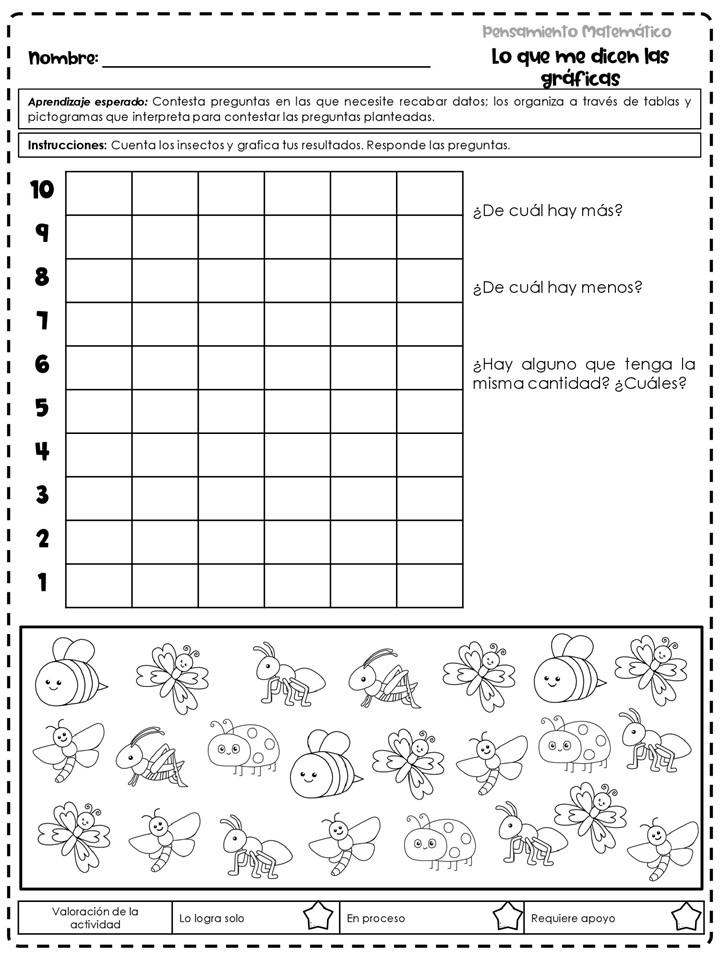 Pensamiento Matemático
Nombre: ______________________
Lo que me dicen las
gráficas
Aprendizaje esperado: Contesta preguntas en las que necesite recabar datos; los organiza a través de tablas y
pictogramas que interpreta para contestar las preguntas planteadas.
Instrucciones: Cuenta los insectos y grafica tus resultados. Responde las preguntas.
10
9
8
7
6
5
4
3
2
1
¿De cuál hay más?
¿De cuál hay menos?
¿Hay alguno que tenga la
misma cantidad? ¿Cuáles?
Valoración de la
actividad
Lo logra solo
En proceso
Requiere apoyo